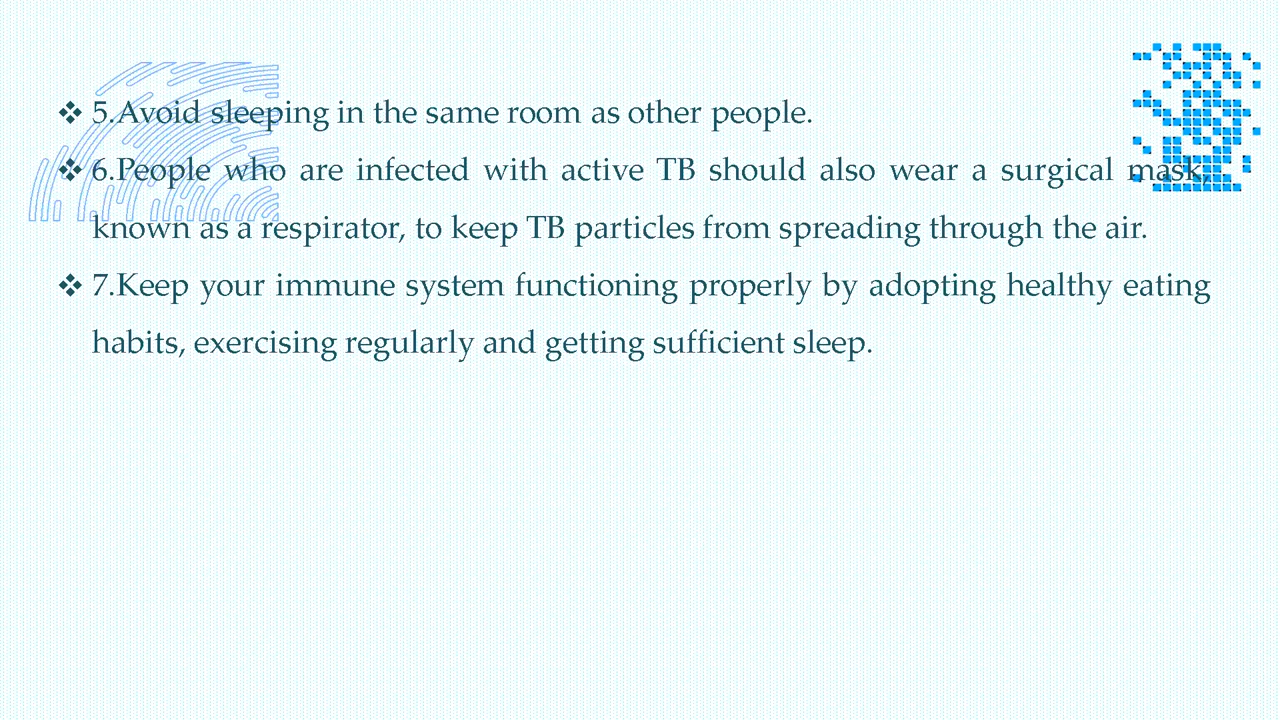 ❖ 5.Avoid sleeping in the same room as other people.
❖ 6.People who are infected with active TB should also wear a surgical mask,
known as a respirator, to keep TB particles from spreading through the air.
❖ 7.Keep your immune system functioning properly by adopting healthy eating
habits, exercising regularly and getting sufficient sleep.